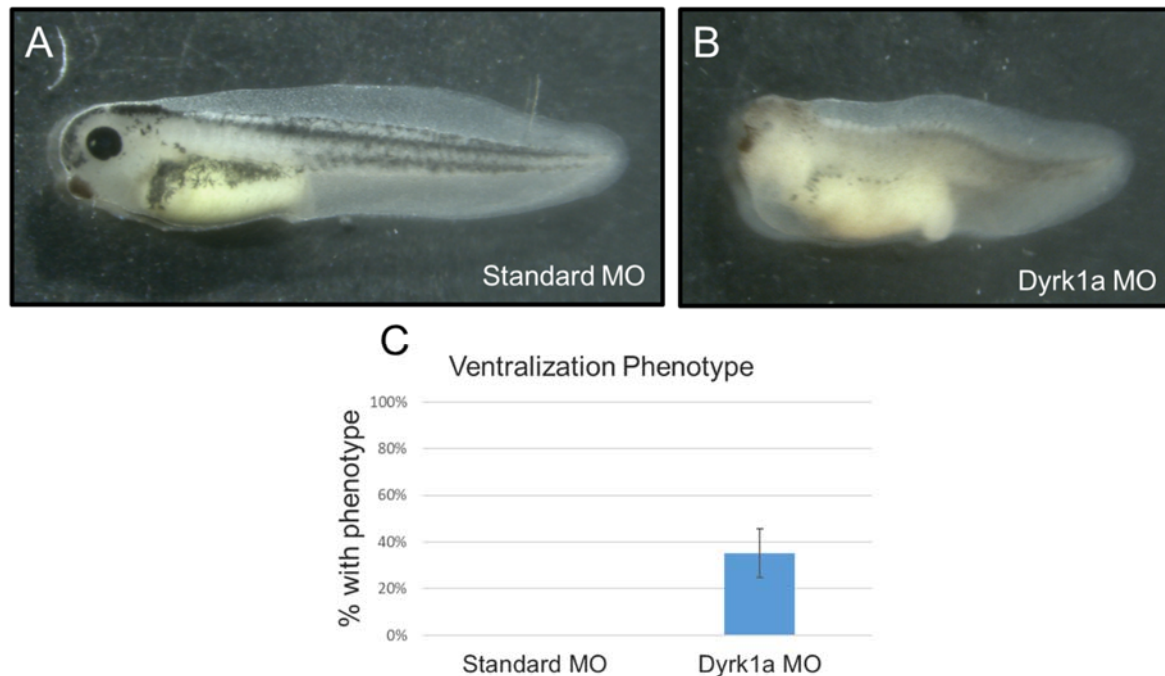 A
Standard MO
B
Dyrk1a MO
C
Ventralization Phenotype
% with phenotype
100%
80%
60%
40%
20%
0%
Standard MO
Dyrk1a MO